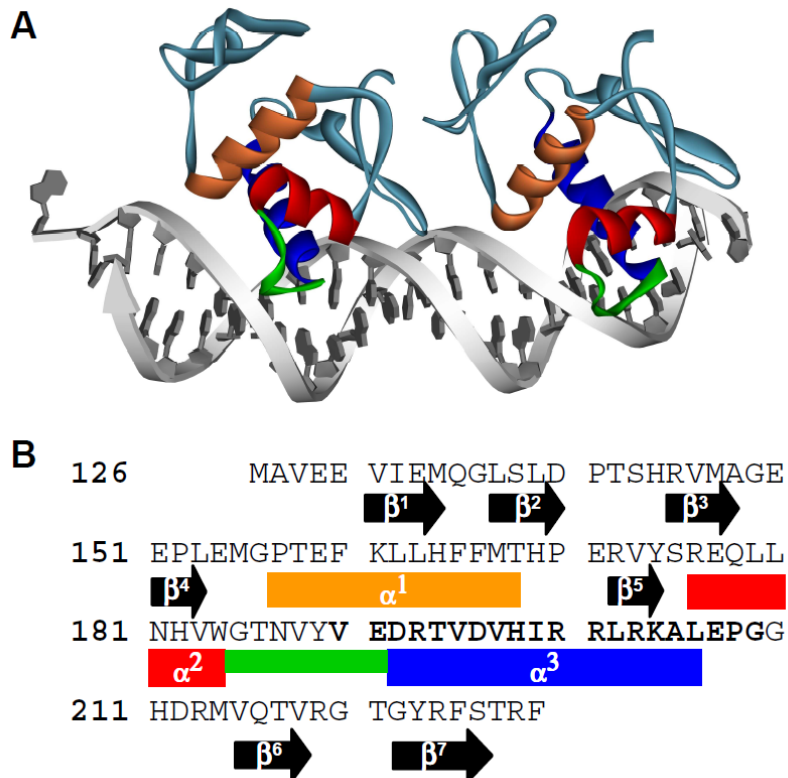 A
B
126 MAVEE VIEMQGLSLD PTSHRVMAGE
β1 β2 β3
151 EPLEMGPTEF KLLHFFMTHP ERVYSREQLL
β4 α1 β5
181 NHVWGTNVYV EDRTVDVHIR RLRKALEPGG
α2 α3
211 HDRMVQTVRG TGYRFSTRF
β6 β7